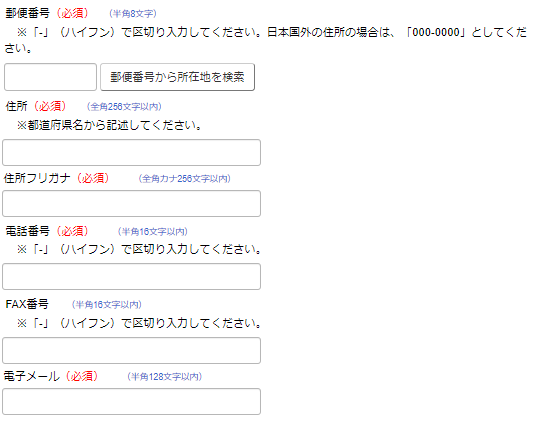 郵便番号（必須）　（半角8文字）
※「-」（ハイフン）で区切り入力してください。日本国外の住所の場合は、「000-0000」としてくだ
さい。
郵便番号から所在地を検索
住所（必須）　（全角256文字以内）
※都道府県名から記述してください。
住所フリガナ（必須）　（全角カナ256文字以内）
電話番号（必須）　（半角16文字以内）
※「-」（ハイフン）で区切り入力してください。
FAX番号　（半角16文字以内）
※「-」（ハイフン）で区切り入力してください。
電子メール（必須）　（半角128文字以内）